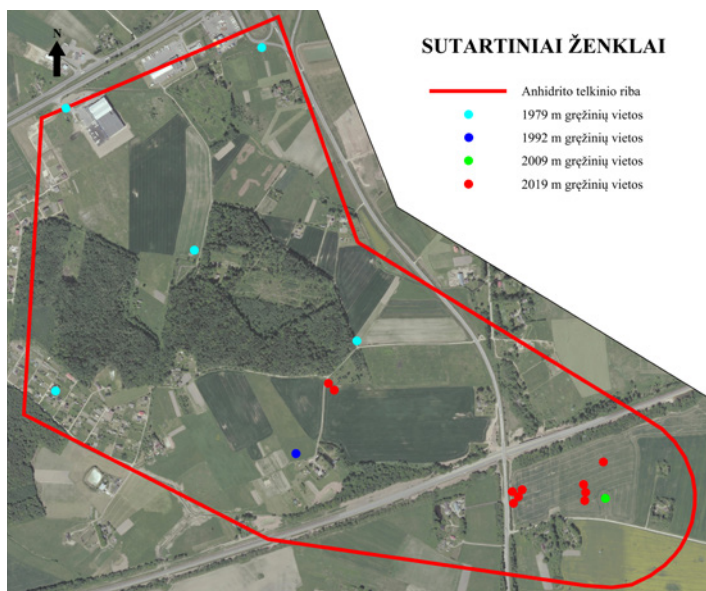 N
SUTARTINIAI ŽENKLAI
Anhidrito telkinio riba
1979 m gręžinių vietos
1992 m gręžinių vietos
2009 m gręžinių vietos
2019 m gręžinių vietos